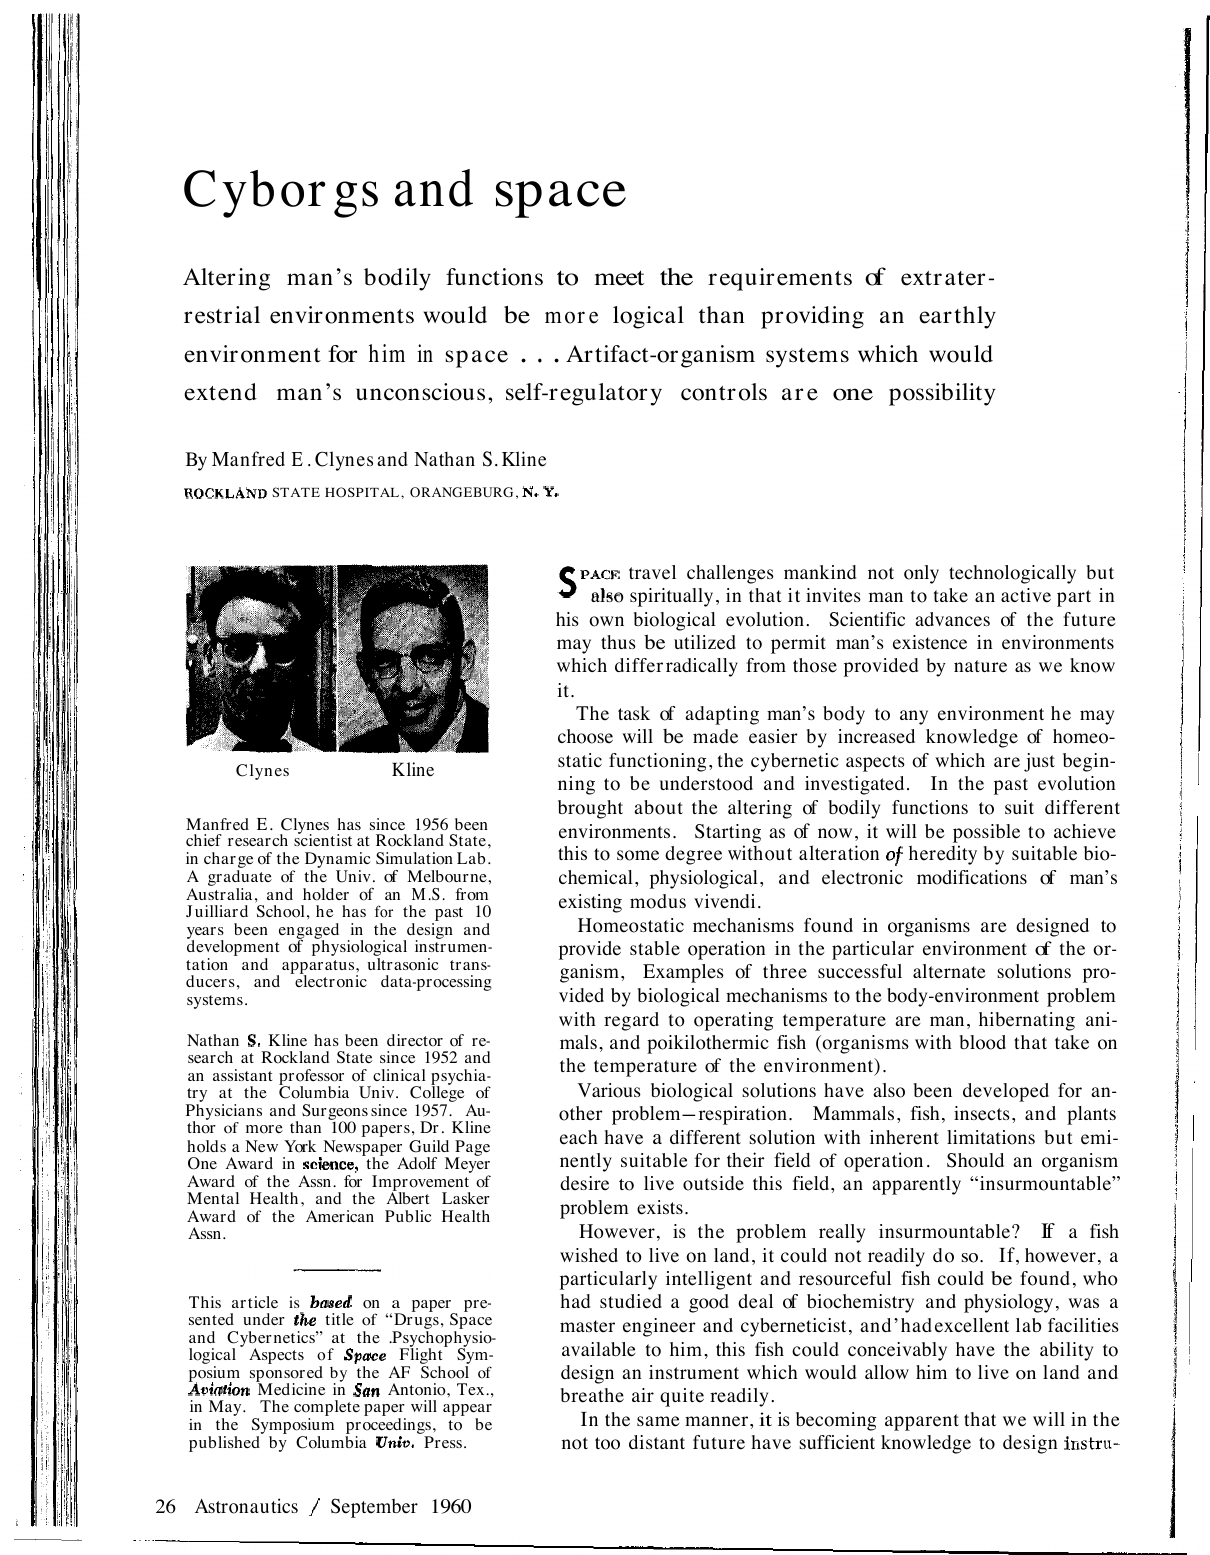 Cyborgs and space
Altering man's bodily functions to meet the requirements of extrater-
restrial environments would be more logical than providing an earthly
environment for him in space . . . Artifact-organism systems which would
extend man's unconscious, self-regulatory controls are one possibility
By Manfred E. Clynes and Nathan S. Kline
ROCKLAND STATE HOSPITAL, ORANGEBURG, N. Y.
Clynes
Kline
Manfred E. Clynes has since 1956 been
chief research scientist at Rockland State,
in charge of the Dynamic Simulation Lab.
A graduate of the Univ. of Melbourne,
Australia, and holder of an M.S. from
Juilliard School, he has for the past 10
years been engaged in the design and
development of physiological instrumen-
tation and apparatus, ultrasonic trans-
ducers, and electronic data-processing
systems.
Nathan S. Kline has been director of re-
search at Rockland State since 1952 and
an assistant professor of clinical psychia-
try at the Columbia Univ. College of
Physicians and Surgeons since 1957. Au-
thor of more than 100 papers, Dr. Kline
holds a New York Newspaper Guild Page
One Award in science, the Adolf Meyer
Award of the Assn. for Improvement of
Mental Health, and the Albert Lasker
Award of the American Public Health
Assn.
This article is based on a paper pre-
sented under the title of "Drugs, Space
and Cybernetics" at the .Psychophysio-
logical Aspects of Space Flight Sym-
posium sponsored by the AF School of
Aviation Medicine in San Antonio, Tex.,
in May. The complete paper will appear
in the Symposium proceedings, to be
published by Columbia Univ. Press.
SPACE travel challenges mankind not only technologically but
also spiritually, in that it invites man to take an active part in
his own biological evolution. Scientific advances of the future
may thus be utilized to permit man's existence in environments
which differ radically from those provided by nature as we know
it.
The task of adapting man's body to any environment he may
choose will be made easier by increased knowledge of homeo-
static functioning, the cybernetic aspects of which are just begin-
ning to be understood and investigated. In the past evolution
brought about the altering of bodily functions to suit different
environments. Starting as of now, it will be possible to achieve
this to some degree without alteration of heredity by suitable bio-
chemical, physiological, and electronic modifications of man's
existing modus vivendi.
Homeostatic mechanisms found in organisms are designed to
provide stable operation in the particular environment of the or-
ganism, Examples of three successful alternate solutions pro-
vided by biological mechanisms to the body-environment problem
with regard to operating temperature are man, hibernating ani-
mals, and poikilothermic fish (organisms with blood that take on
the temperature of the environment).
Various biological solutions have also been developed for an-
other problem—respiration. Mammals, fish, insects, and plants
each have a different solution with inherent limitations but emi-
nently suitable for their field of operation. Should an organism
desire to live outside this field, an apparently "insurmountable"
problem exists.
However, is the problem really insurmountable? If a fish
wished to live on land, it could not readily do so. If, however, a
particularly intelligent and resourceful fish could be found, who
had studied a good deal of biochemistry and physiology, was a
master engineer and cyberneticist, and'had excellent lab facilities
available to him, this fish could conceivably have the ability to
design an instrument which would allow him to live on land and
breathe air quite readily.
In the same manner, it is becoming apparent that we will in the
not too distant future have sufficient knowledge to design instru-
26 Astronautics / September 1960